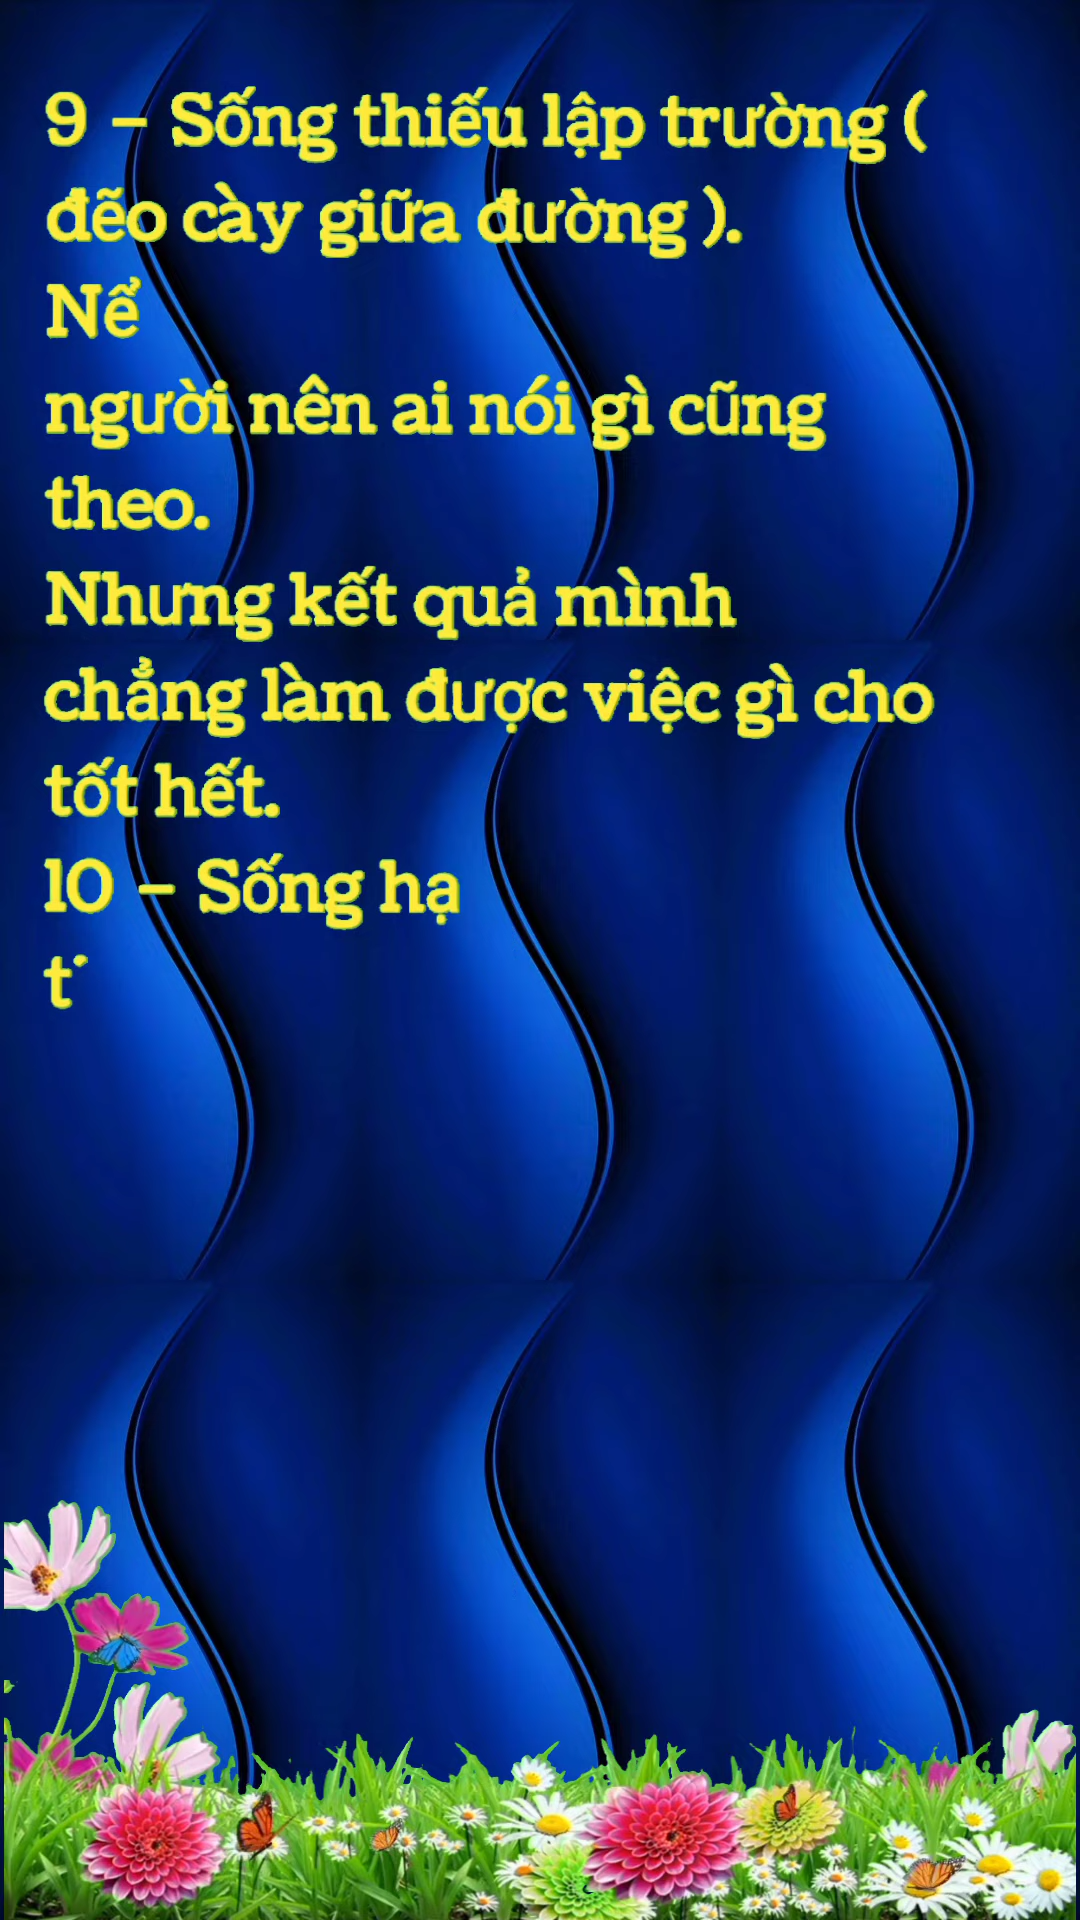 9 – Sống thiếu lập trường (
đẽo cày giữa đường ).
Nể
người nên ai nói gì cũng
theo.
Nhưng kết quả mình
chẳng làm được việc gì cho
tốt hết.
10 – Sống hạ